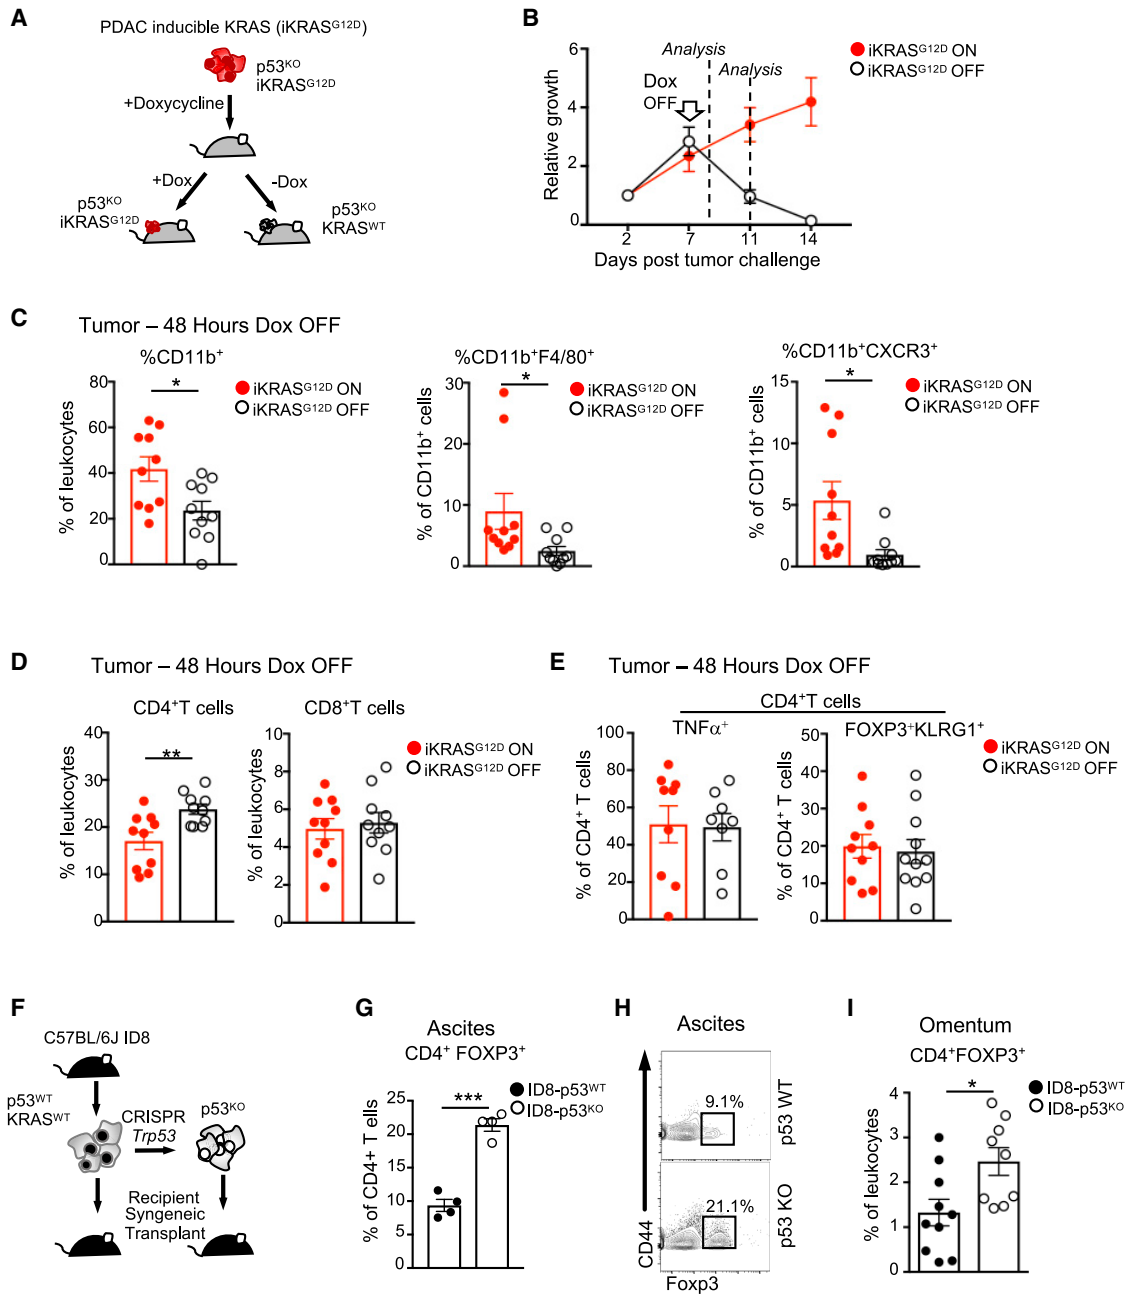 A
PDAC inducible KRAS (iKRASG12D)
p53KO
iKRASG12D
+Doxycycline
+Dox
-Dox
p53KO
iKRASG12D
p53KO
KRASWT
B
Analysis
Analysis
Dox
OFF
iKRASG12D ON
iKRASG12D OFF
Relative growth
6
4
2
0
2
7
11
14
Days post tumor challenge
C
Tumor – 48 Hours Dox OFF
%CD11b+
*
iKRASG12D ON
iKRASG12D OFF
% of leukocytes
80
60
40
20
0
%CD11b+F4/80+
*
iKRASG12D ON
iKRASG12D OFF
% of CD11b+ cells
30
20
10
0
%CD11b+CXCR3+
*
iKRASG12D ON
iKRASG12D OFF
% of CD11b+ cells
15
10
5
0
D
Tumor – 48 Hours Dox OFF
CD4+T cells
**
% of leukocytes
40
30
20
10
0
CD8+T cells
% of leukocytes
8
6
4
2
0
iKRASG12D ON
iKRASG12D OFF
E
Tumor – 48 Hours Dox OFF
CD4+T cells
TNFα+
% of CD4+ T cells
100
80
60
40
20
0
FOXP3+KLRG1+
% of CD4+ T cells
50
40
30
20
10
0
iKRASG12D ON
iKRASG12D OFF
F
C57BL/6J ID8
p53WT
KRASWT
CRISPR
Trp53
p53KO
Recipient
Syngeneic
Transplant
G
Ascites
CD4+ FOXP3+
***
ID8-p53WT
ID8-p53KO
% of CD4+ T cells
25
20
15
10
5
0
H
Ascites
9.1%
p53 WT
21.1%
p53 KO
CD44
Foxp3
I
Omentum
CD4+FOXP3+
*
ID8-p53WT
ID8-p53KO
% of leukocytes
4
3
2
1
0